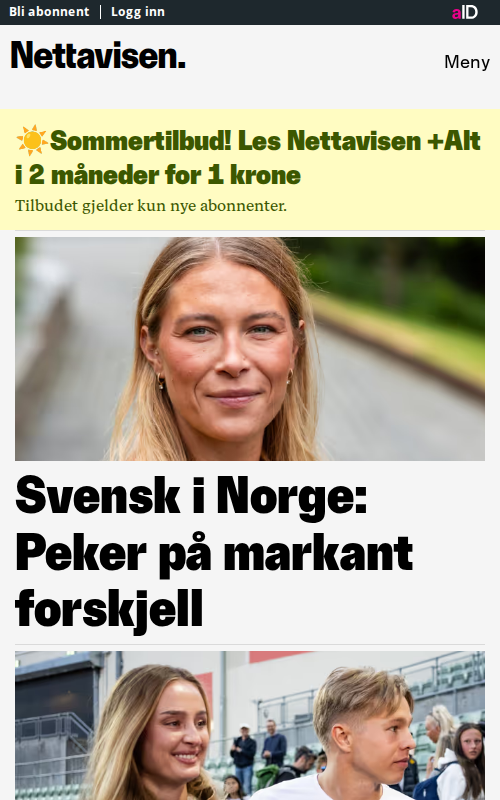 Bli abonnent | Logg inn
aID
Nettavisen.
Meny
☀️Sommertilbud! Les Nettavisen +Alt
i 2 måneder for 1 krone
Tilbudet gjelder kun nye abonnenter.
Svensk i Norge:
Peker på markant
forskjell